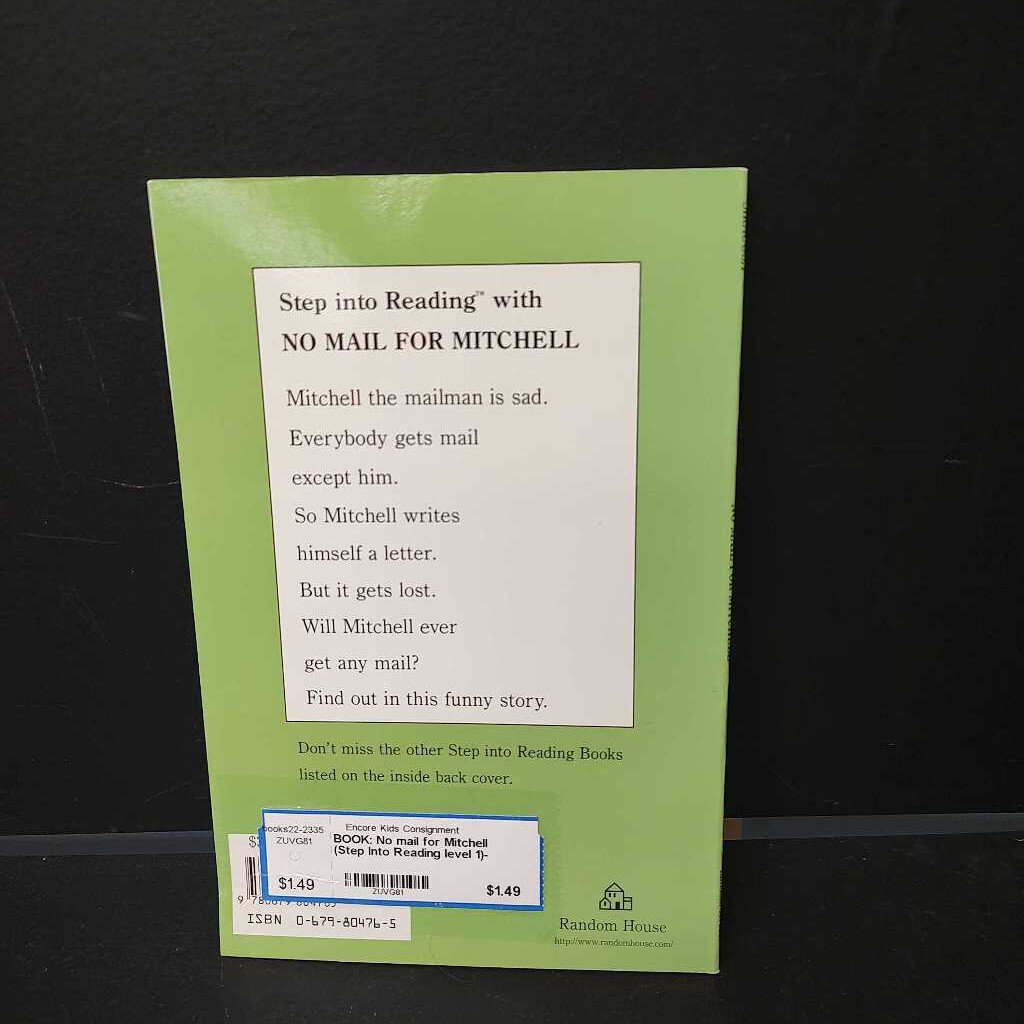 Step into Reading™ with
NO MAIL FOR MITCHELL
Mitchell the mailman is sad.
Everybody gets mail
except him.
So Mitchell writes
himself a letter.
But it gets lost.
Will Mitchell ever
get any mail?
Find out in this funny story.
Don't miss the other Step into Reading Books
listed on the inside back cover.
books22-2335
ZUVG81
$1.49
Encore Kids Consignment
BOOK: No mail for Mitchell
(Step Into Reading level 1)-
ZUVG81
$1.49
ISBN 0-679-80476-5
Random House
http://www.randomhouse.com/